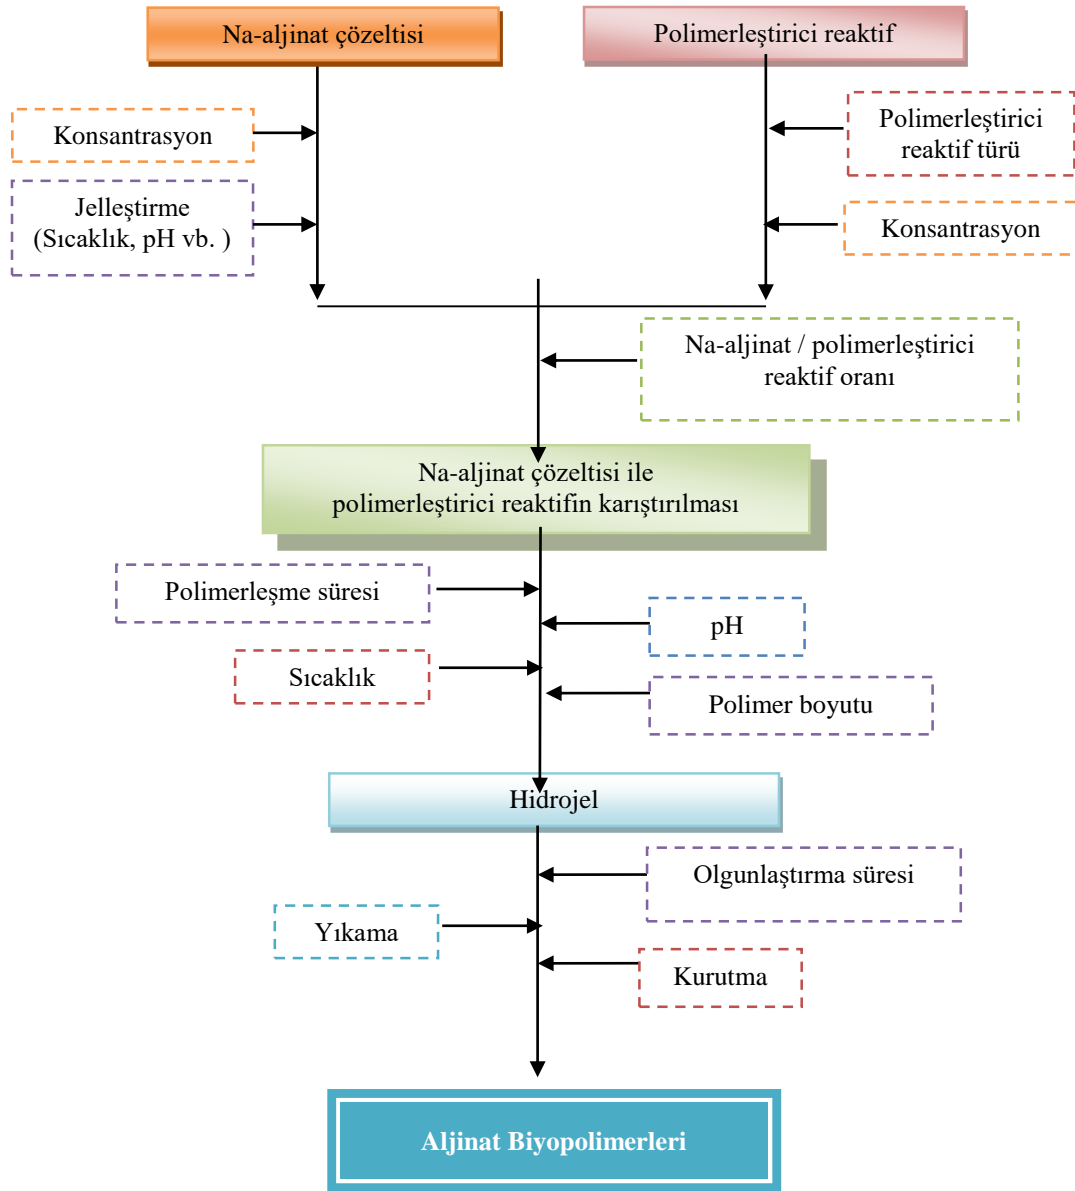 Na-aljinat çözeltisi
Polimerleştirici reaktif
Konsantrasyon
Polimerleştirici
reaktif türü
Jelleştirme
(Sıcaklık, pH vb. )
Konsantrasyon
Na-aljinat / polimerleştirici
reaktif oranı
Na-aljinat çözeltisi ile
polimerleştirici reaktifin karıştırılması
Polimerleşme süresi
pH
Sıcaklık
Polimer boyutu
Hidrojel
Olgunlaştırma süresi
Yıkama
Kurutma
Aljinat Biyopolimerleri